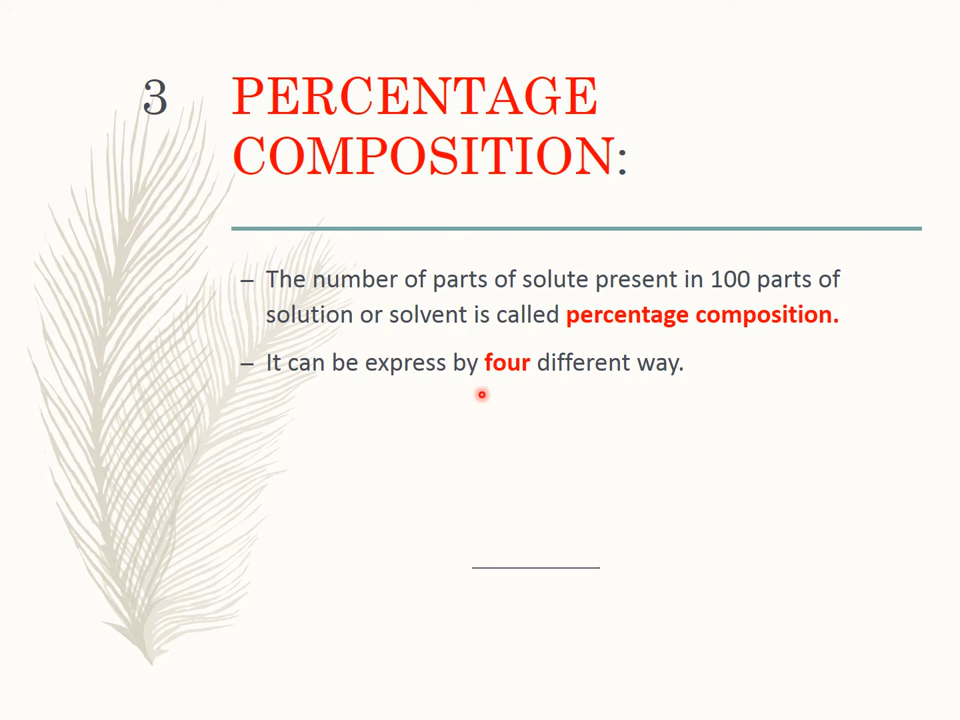 3
PERCENTAGE
COMPOSITION:
– The number of parts of solute present in 100 parts of
solution or solvent is called percentage composition.
– It can be express by four different way.